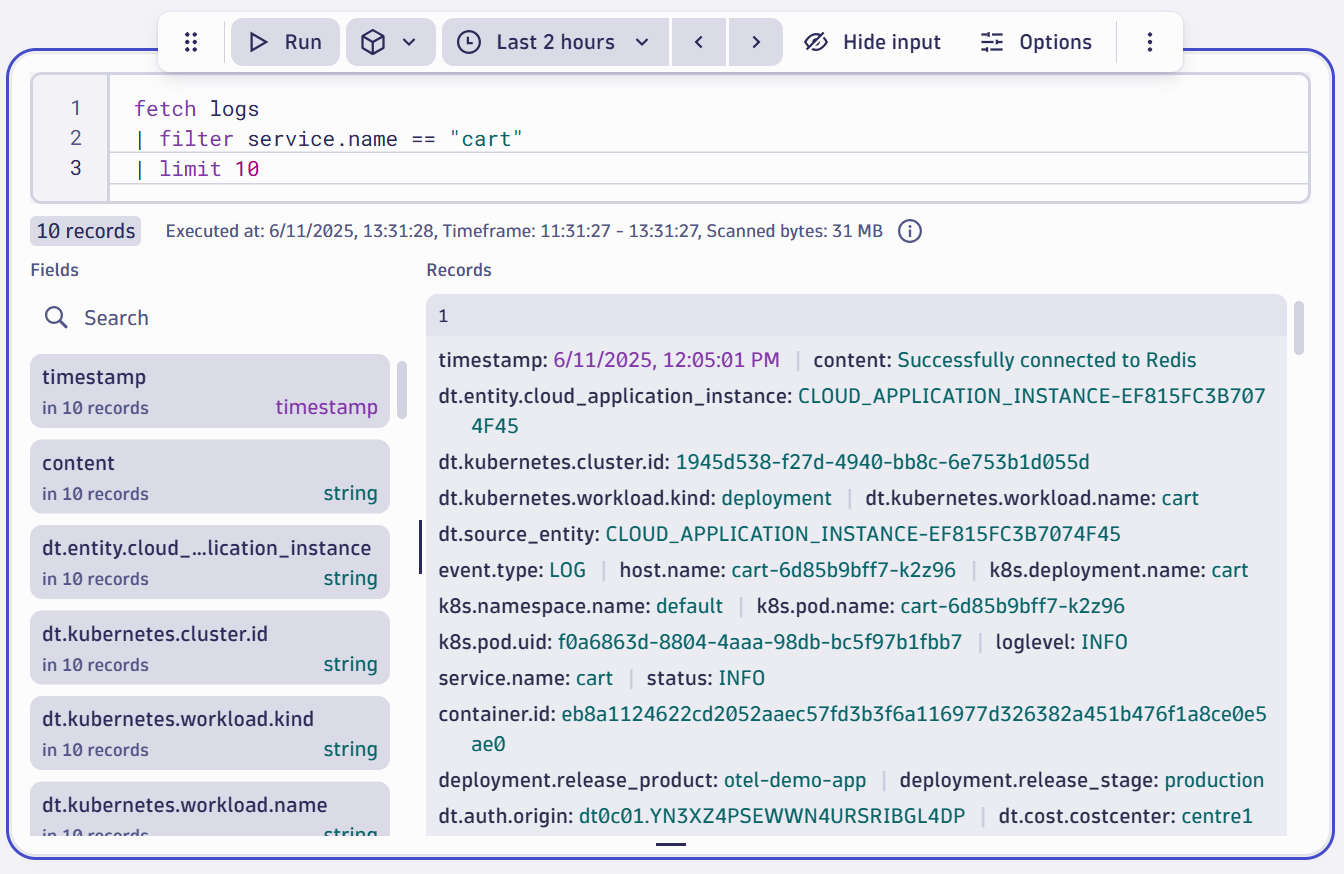 Run Last 2 hours Hide input Options
1 fetch logs
2 | filter service.name == "cart"
3 | limit 10
10 records Executed at: 6/11/2025, 13:31:28, Timeframe: 11:31:27 - 13:31:27, Scanned bytes: 31 MB
Fields
Search
timestamp
in 10 records timestamp
content
in 10 records string
dt.entity.cloud_...lication_instance
in 10 records string
dt.kubernetes.cluster.id
in 10 records string
dt.kubernetes.workload.kind
in 10 records string
dt.kubernetes.workload.name
in 10 records string
Records
1
timestamp: 6/11/2025, 12:05:01 PM | content: Successfully connected to Redis
dt.entity.cloud_application_instance: CLOUD_APPLICATION_INSTANCE-EF815FC3B707
4F45
dt.kubernetes.cluster.id: 1945d538-f27d-4940-bb8c-6e753b1d055d
dt.kubernetes.workload.kind: deployment | dt.kubernetes.workload.name: cart
dt.source_entity: CLOUD_APPLICATION_INSTANCE-EF815FC3B7074F45
event.type: LOG | host.name: cart-6d85b9bff7-k2z96 | k8s.deployment.name: cart
k8s.namespace.name: default | k8s.pod.name: cart-6d85b9bff7-k2z96
k8s.pod.uid: f0a6863d-8804-4aaa-98db-bc5f97b1fbb7 | loglevel: INFO
service.name: cart | status: INFO
container.id: eb8a1124622cd2052aaec57fd3b3f6a116977d326382a451b476f1a8ce0e5
ae0
deployment.release_product: otel-demo-app | deployment.release_stage: production
dt.auth.origin: dt0c01.YN3XZ4PSEWWN4URSRIBGL4DP | dt.cost.costcenter: centre1